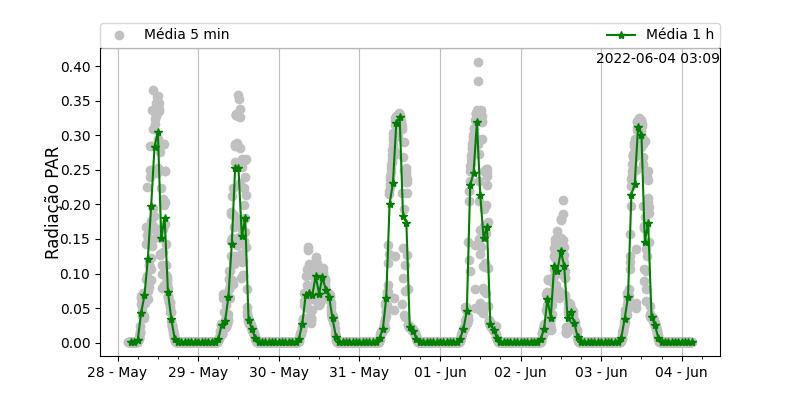 Média 5 min
Média 1 h
2022-06-04 03:09
Radiação PAR
0.40
0.35
0.30
0.25
0.20
0.15
0.10
0.05
0.00
28 - May
29 - May
30 - May
31 - May
01 - Jun
02 - Jun
03 - Jun
04 - Jun